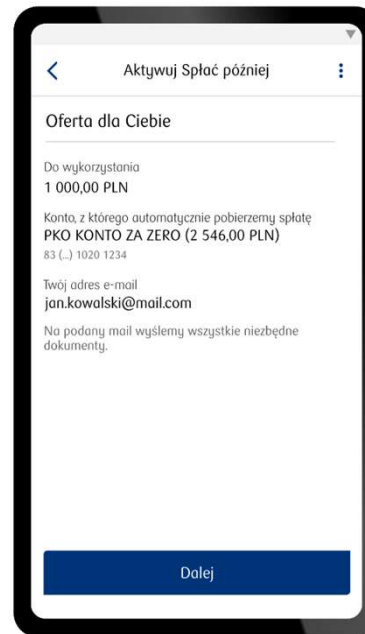 Aktywuj Spłać później
Oferta dla Ciebie
Do wykorzystania
1 000,00 PLN
Konto, z którego automatycznie pobierzemy spłatę
PKO KONTO ZA ZERO (2 546,00 PLN)
83 (...) 1020 1234
Twój adres e-mail
jan.kowalski@mail.com
Na podany mail wyślemy wszystkie niezbędne
dokumenty.
Dalej